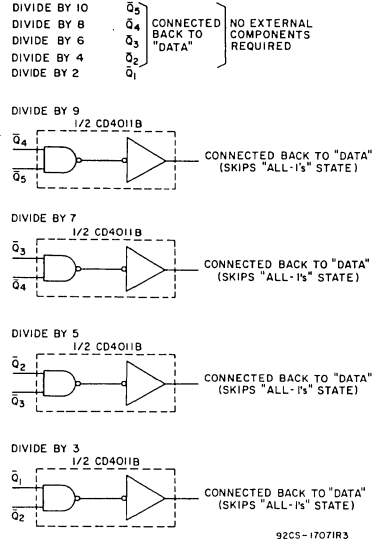 DIVIDE BY 10 Q̄5
DIVIDE BY 8 Q̄4
DIVIDE BY 6 Q̄3
DIVIDE BY 4 Q̄2
DIVIDE BY 2 Q̄1
CONNECTED
BACK TO
"DATA"
NO EXTERNAL
COMPONENTS
REQUIRED
DIVIDE BY 9
1/2 CD4011B
Q̄4
Q̄5
CONNECTED BACK TO "DATA"
(SKIPS "ALL-I's" STATE)
DIVIDE BY 7
1/2 CD4011B
Q̄3
Q̄4
CONNECTED BACK TO "DATA"
(SKIPS "ALL-I's" STATE)
DIVIDE BY 5
1/2 CD4011B
Q̄2
Q̄3
CONNECTED BACK TO "DATA"
(SKIPS "ALL-I's" STATE)
DIVIDE BY 3
1/2 CD4011B
Q̄1
Q̄2
CONNECTED BACK TO "DATA"
(SKIPS "ALL-I's" STATE)
92CS-17071R3